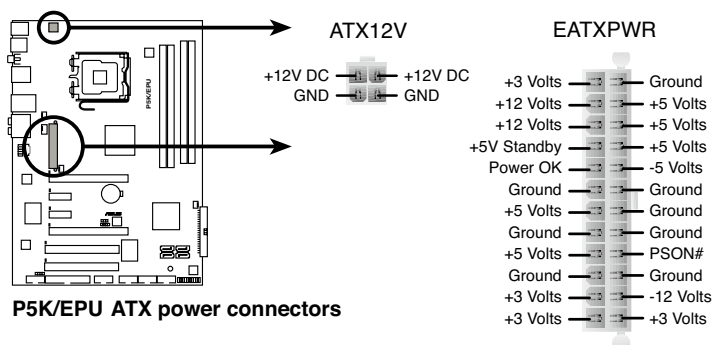 ATX12V
EATXPWR
+12V DC +12V DC
GND GND
+3 Volts Ground
+12 Volts +5 Volts
+12 Volts +5 Volts
+5V Standby +5 Volts
Power OK -5 Volts
Ground Ground
+5 Volts Ground
Ground Ground
+5 Volts PSON#
Ground Ground
+3 Volts -12 Volts
+3 Volts +3 Volts
P5K/EPU
P5K/EPU ATX power connectors